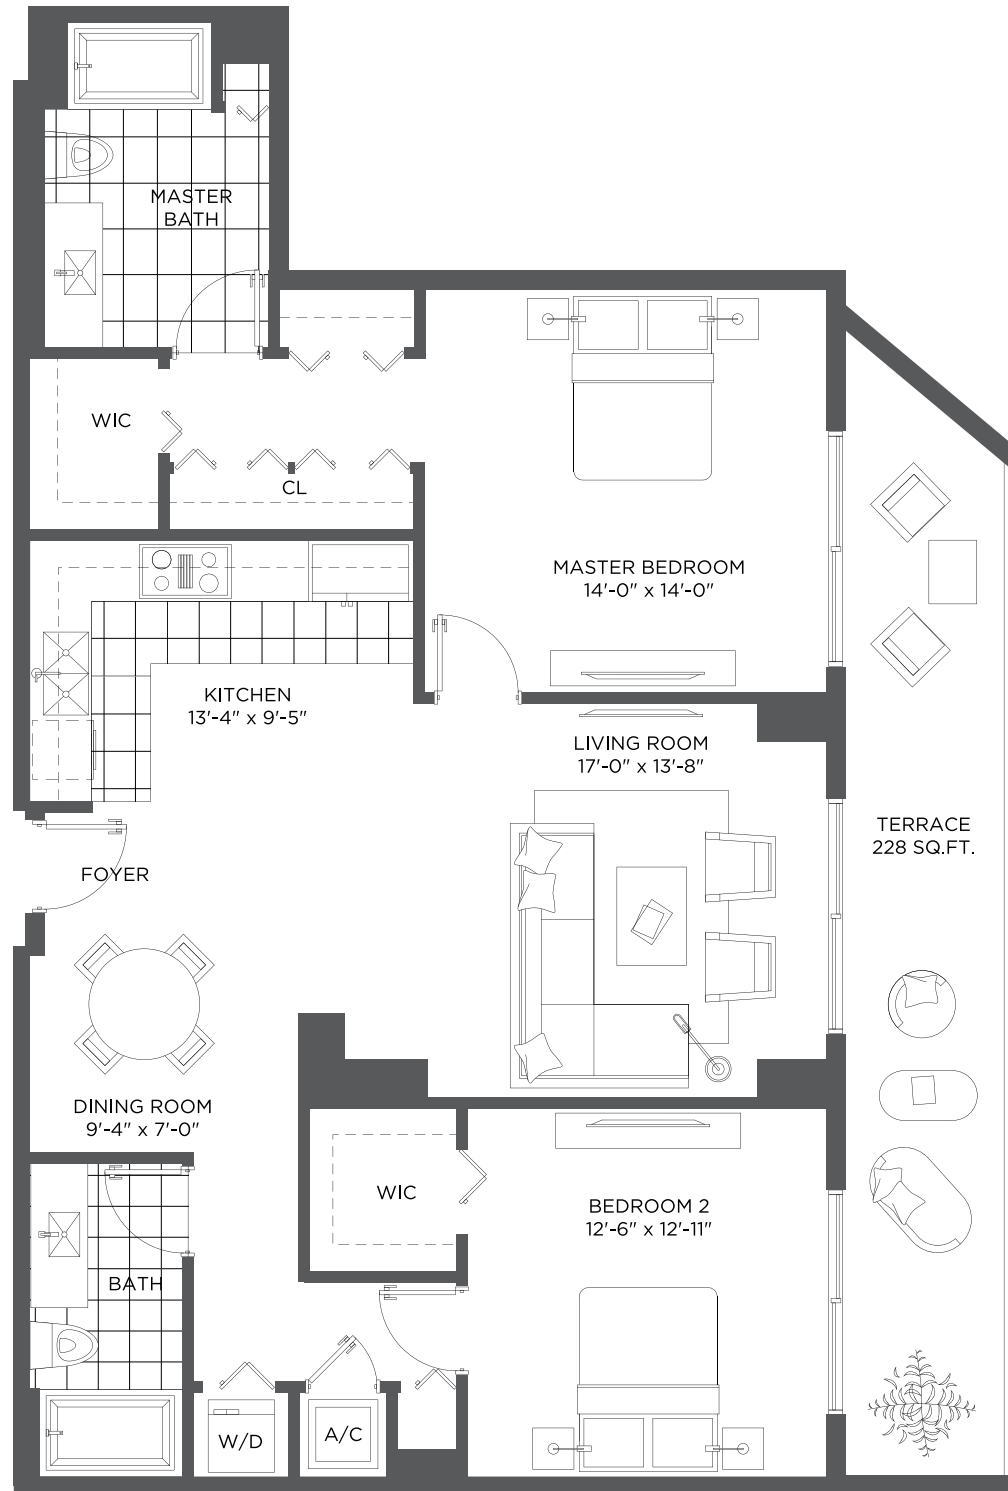 MASTER
BATH
WIC
CL
MASTER BEDROOM
14'-0" x 14'-0"
KITCHEN
13'-4" x 9'-5"
LIVING ROOM
17'-0" x 13'-8"
TERRACE
228 SQ.FT.
FOYER
DINING ROOM
9'-4" x 7'-0"
WIC
BEDROOM 2
12'-6" x 12'-11"
BATH
W/D
A/C